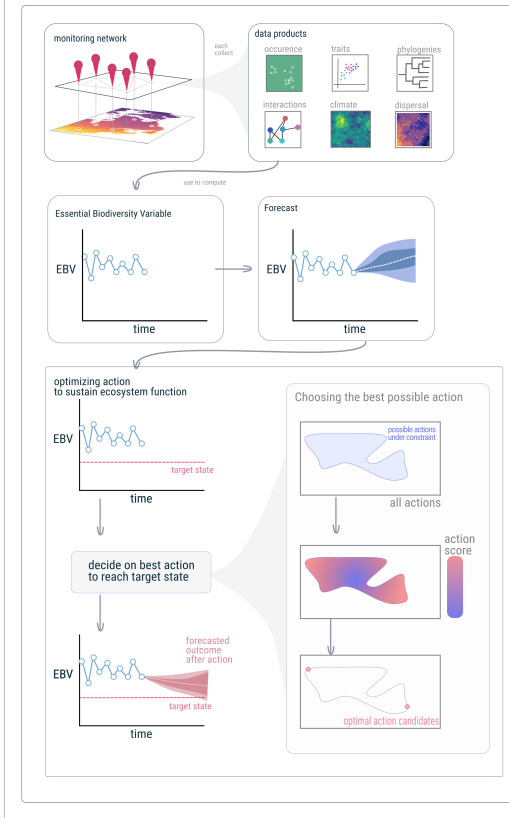 monitoring network
each
collect
data products
occurence
traits
phylogenies
interactions
climate
dispersal
use to compute
Essential Biodiversity Variable
EBV
time
Forecast
EBV
time
optimizing action
to sustain ecosystem function
EBV
target state
time
decide on best action
to reach target state
forecasted
outcome
after action
EBV
target state
time
Choosing the best possible action
possible actions
under constraint
all actions
action
score
optimal action candidates